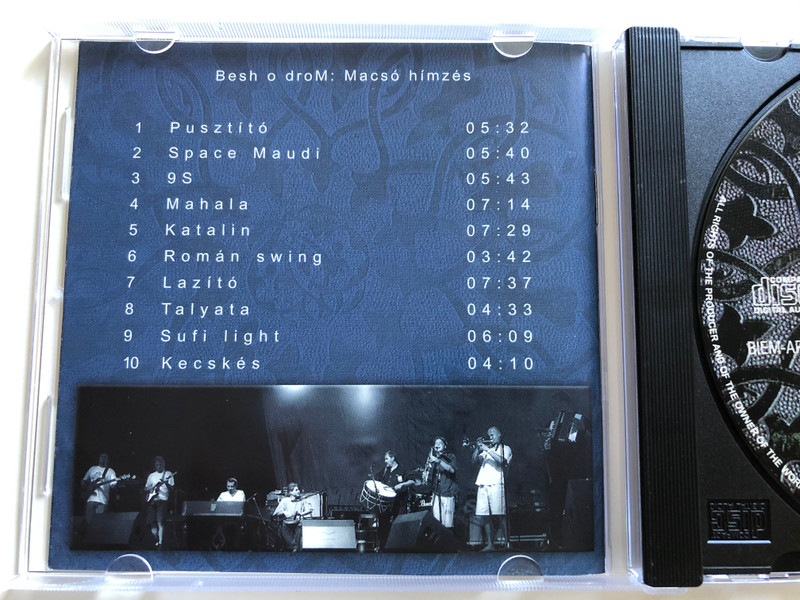 Besh o droM: Macsó hímzés
1 Pusztító 05:32
2 Space Maudi 05:40
3 9S 05:43
4 Mahala 07:14
5 Katalin 07:29
6 Román swing 03:42
7 Lazító 07:37
8 Talyata 04:33
9 Sufi light 06:09
10 Kecskés 04:10
ALL RIGHTS OF THE PRODUCER AND OF THE OWNER OF THE
DIGITAL